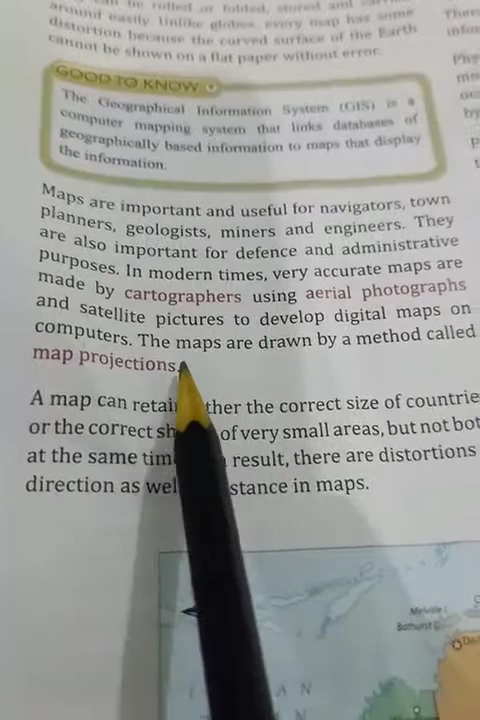 around easily Unlike globes, every map has some
distortion because the curved surface of the Earth
cannot be shown on a flat paper without error.
GOOD TO KNOW
The Geographical Information System (GIS) is a
computer mapping system that links databases of
geographically based information to maps that display
the information.
Maps are important and useful for navigators, town
planners, geologists, miners and engineers. They
are also important for defence and administrative
purposes. In modern times, very accurate maps are
made by cartographers using aerial photographs
and satellite pictures to develop digital maps on
computers. The maps are drawn by a method called
map projections.
A map can retai ther the correct size of countrie
or the correct sh of very small areas, but not bot
at the same tim result, there are distortions
direction as wel stance in maps.
Melville I.
Bathurst
A N
N